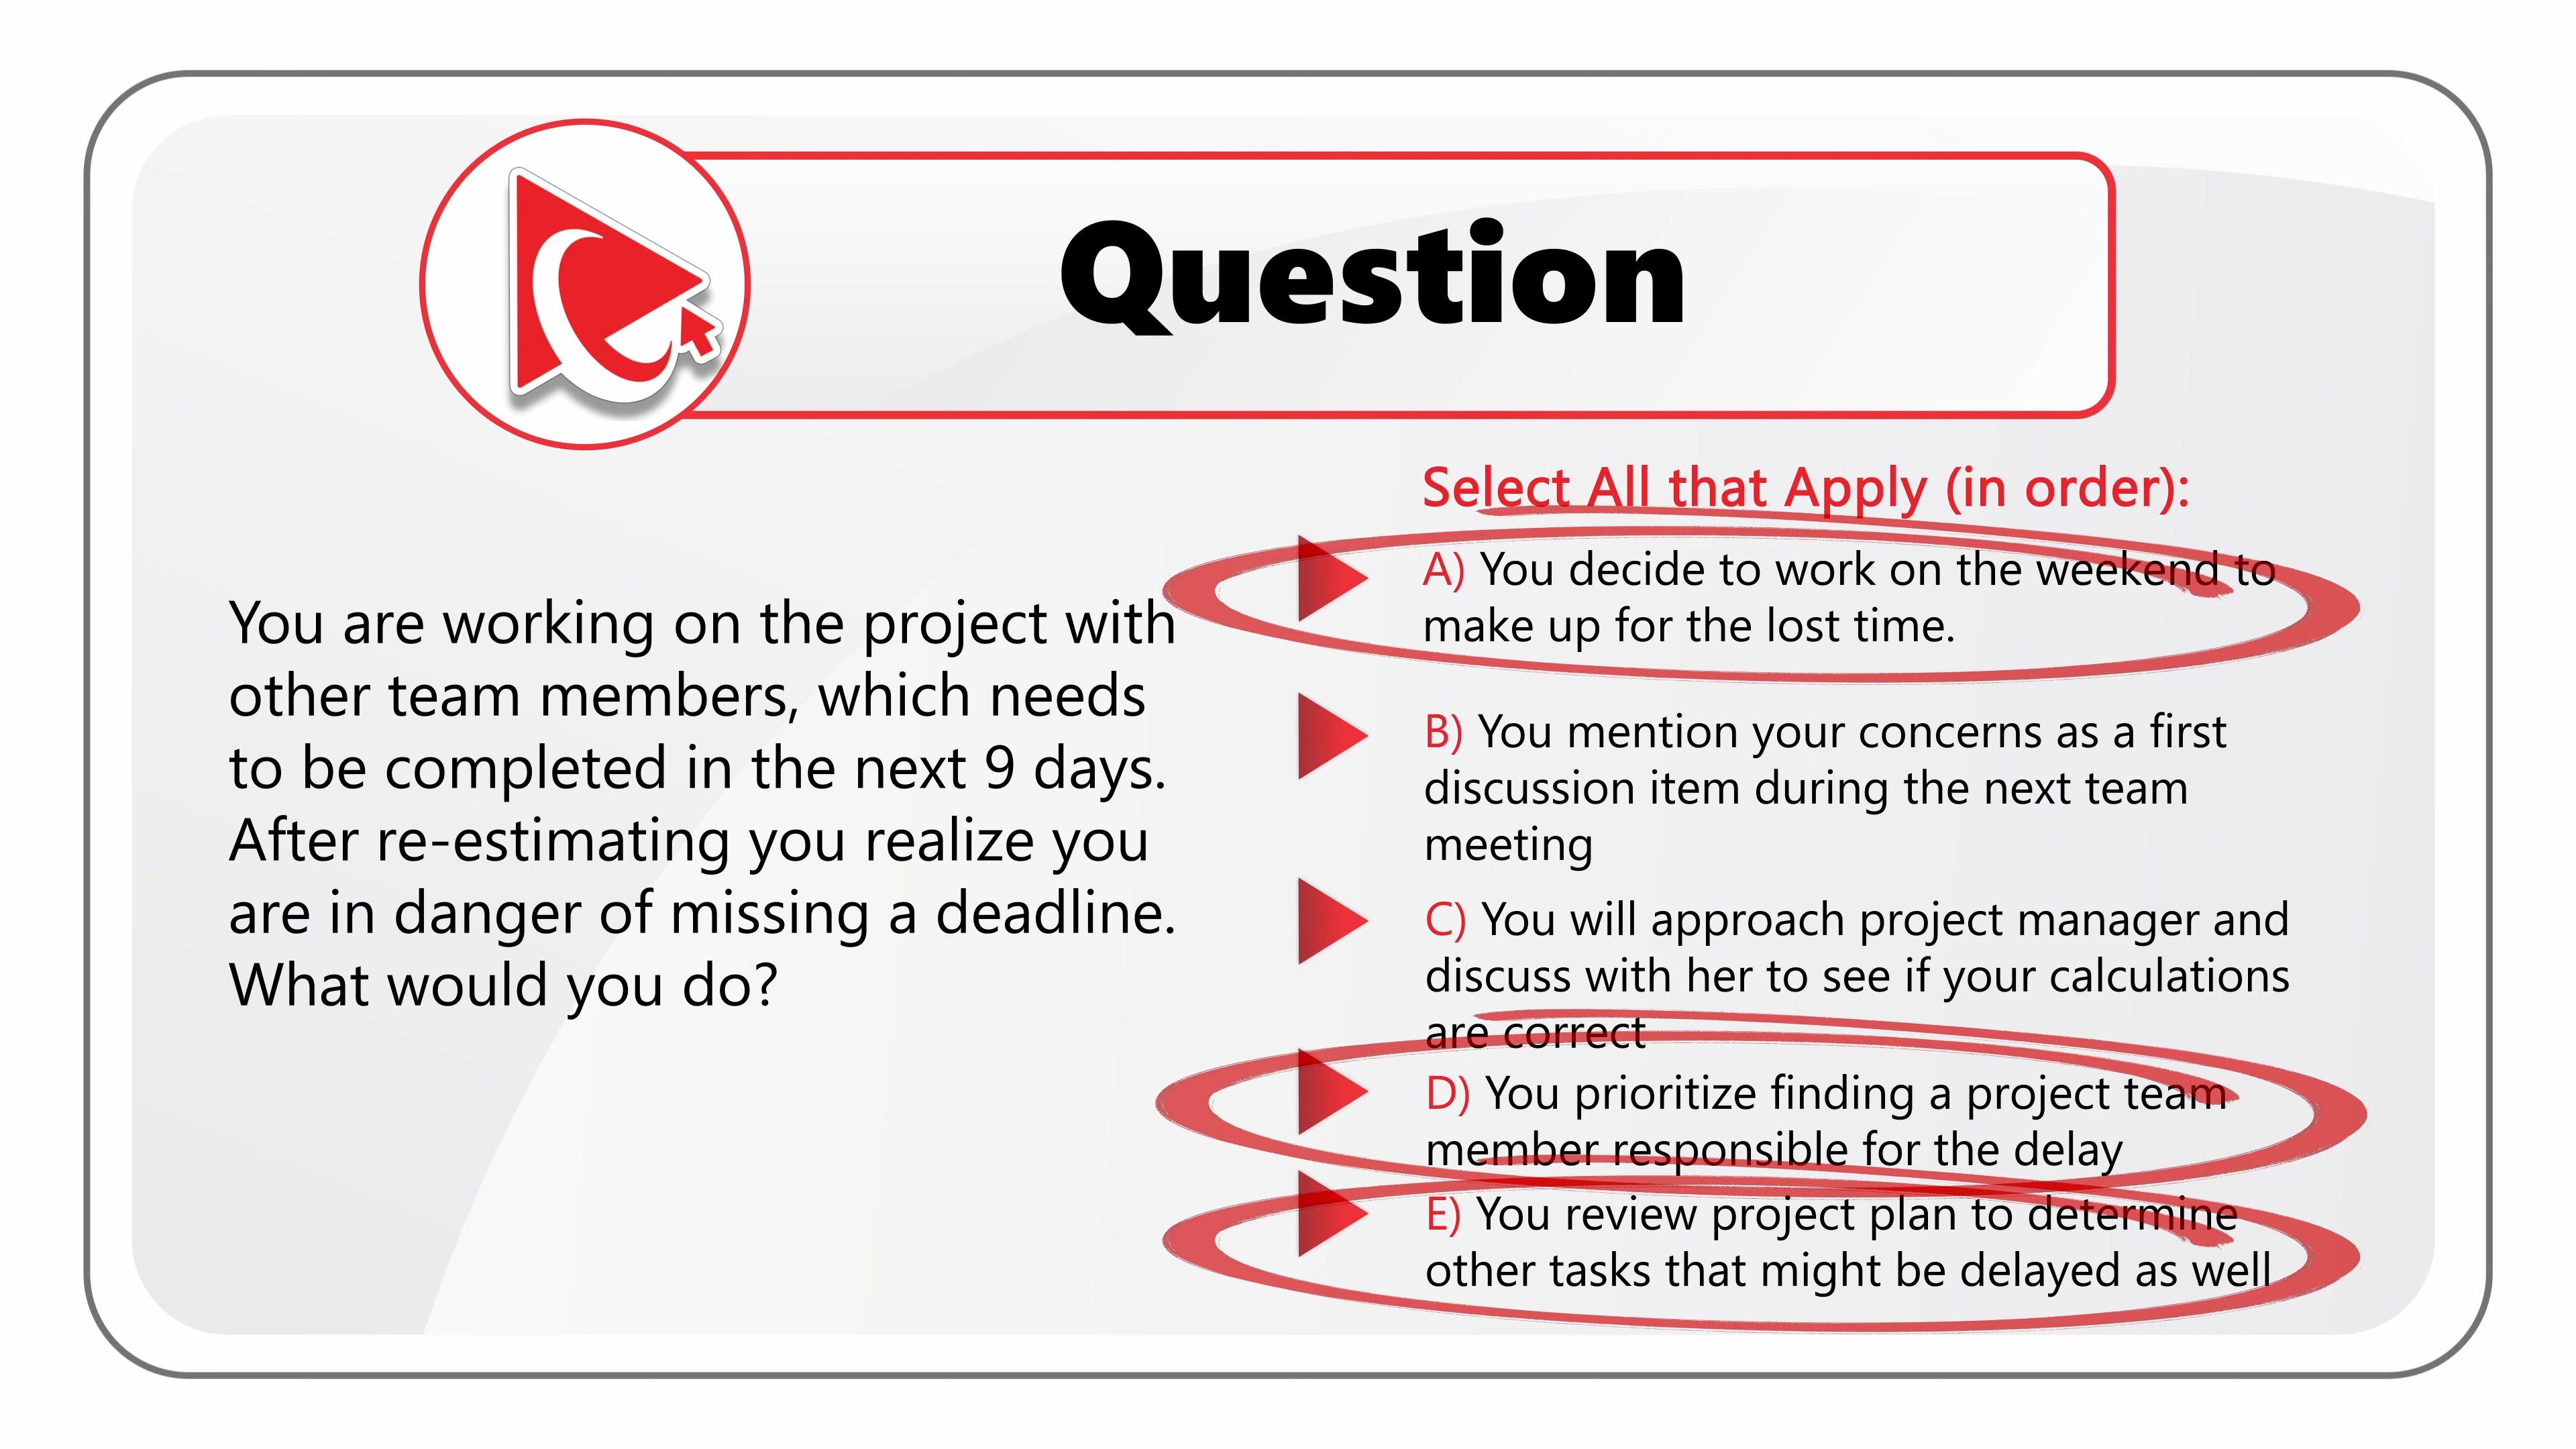 Question
You are working on the project with
other team members, which needs
to be completed in the next 9 days.
After re-estimating you realize you
are in danger of missing a deadline.
What would you do?
Select All that Apply (in order):
A) You decide to work on the weekend to
make up for the lost time.
B) You mention your concerns as a first
discussion item during the next team
meeting
C) You will approach project manager and
discuss with her to see if your calculations
are correct
D) You prioritize finding a project team
member responsible for the delay
E) You review project plan to determine
other tasks that might be delayed as well